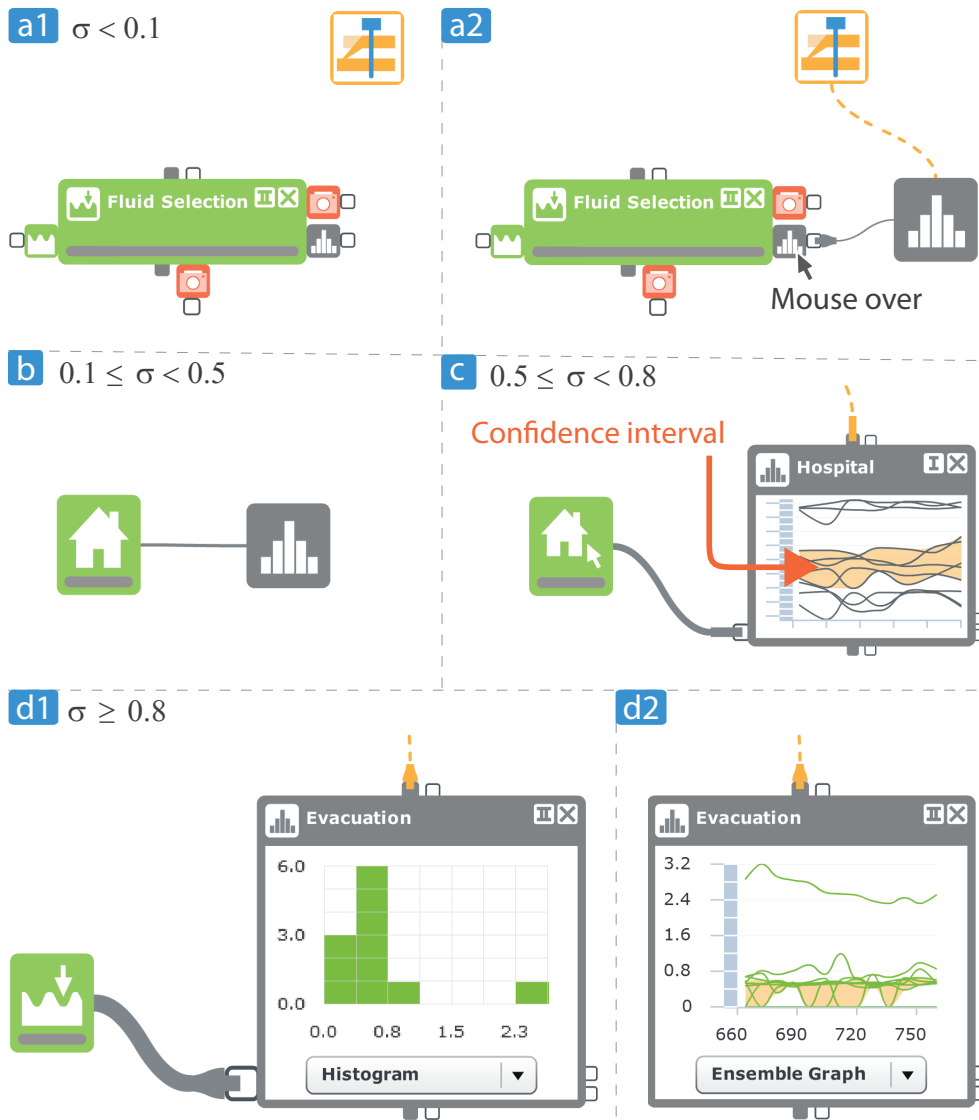 a1 σ < 0.1
Fluid Selection
a2
Fluid Selection
Mouse over
b 0.1 ≤ σ < 0.5
c 0.5 ≤ σ < 0.8
Confidence interval
Hospital
d1 σ ≥ 0.8
Evacuation
6.0
3.0
0.0
0.0 0.8 1.5 2.3
Histogram
d2
Evacuation
3.2
2.4
1.6
0.8
0
660 690 720 750
Ensemble Graph